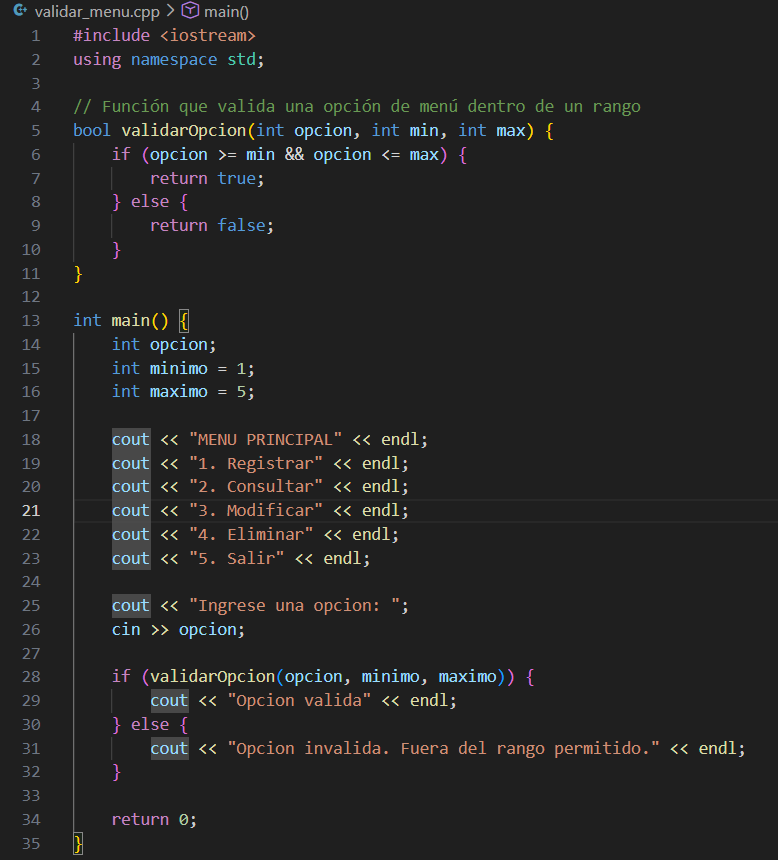 validar_menu.cpp > main()
1 #include <iostream>
2 using namespace std;
3
4 // Función que valida una opción de menú dentro de un rango
5 bool validarOpcion(int opcion, int min, int max) {
6     if (opcion >= min && opcion <= max) {
7         return true;
8     } else {
9         return false;
10     }
11 }
12
13 int main() {
14     int opcion;
15     int minimo = 1;
16     int maximo = 5;
17
18     cout << "MENU PRINCIPAL" << endl;
19     cout << "1. Registrar" << endl;
20     cout << "2. Consultar" << endl;
21     cout << "3. Modificar" << endl;
22     cout << "4. Eliminar" << endl;
23     cout << "5. Salir" << endl;
24
25     cout << "Ingrese una opcion: ";
26     cin >> opcion;
27
28     if (validarOpcion(opcion, minimo, maximo)) {
29         cout << "Opcion valida" << endl;
30     } else {
31         cout << "Opcion invalida. Fuera del rango permitido." << endl;
32     }
33
34     return 0;
35 }